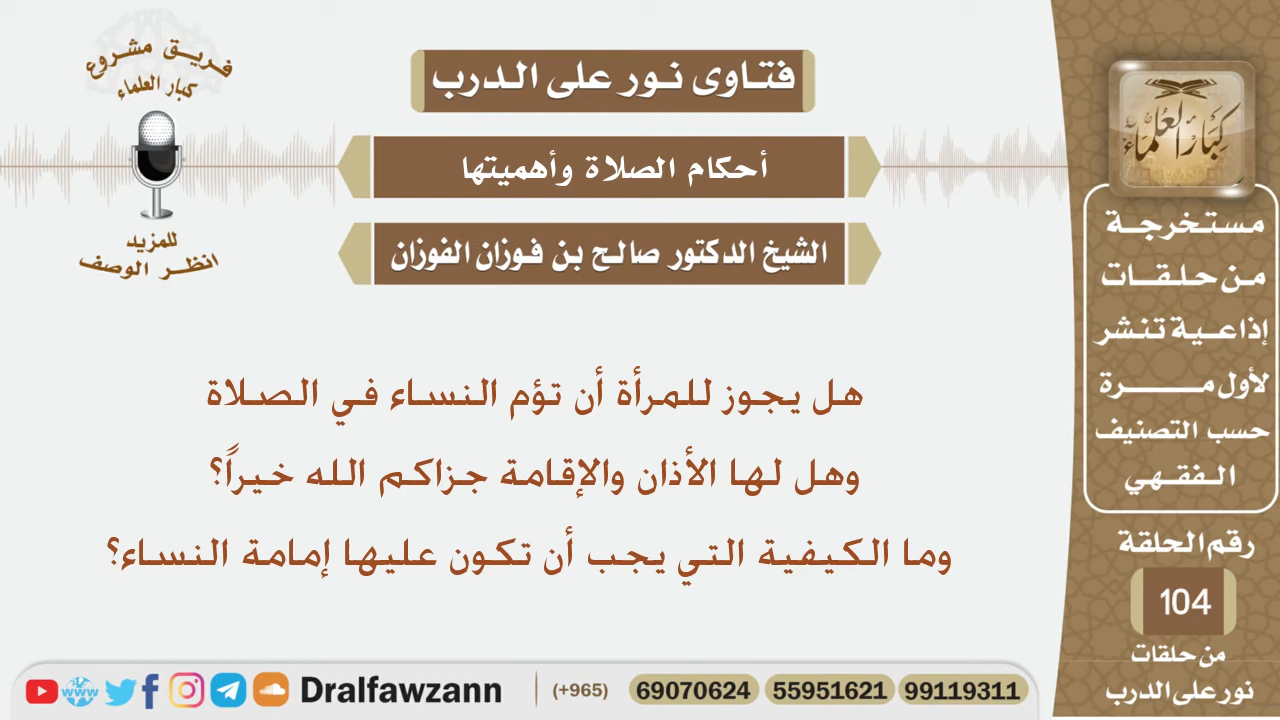 فريق مشروع
كبار العلماء
للمزيد
انظر الوصف
فتاوى نور على الدرب
أحكام الصلاة وأهميتها
الشيخ الدكتور صالح بن فوزان الفوزان
هل يجوز للمرأة أن تؤم النساء في الصلاة
وهل لها الأذان والإقامة جزاكم الله خيراً؟
وما الكيفية التي يجب أن تكون عليها إمامة النساء؟
كبار العلماء
مستخرجة
من حلقات
إذاعية تنشر
لأول مرة
حسب التصنيف
الفقهي
رقم الحلقة
104
من حلقات
نور على الدرب
www Dralfawzann (+965) 69070624 55951621 99119311